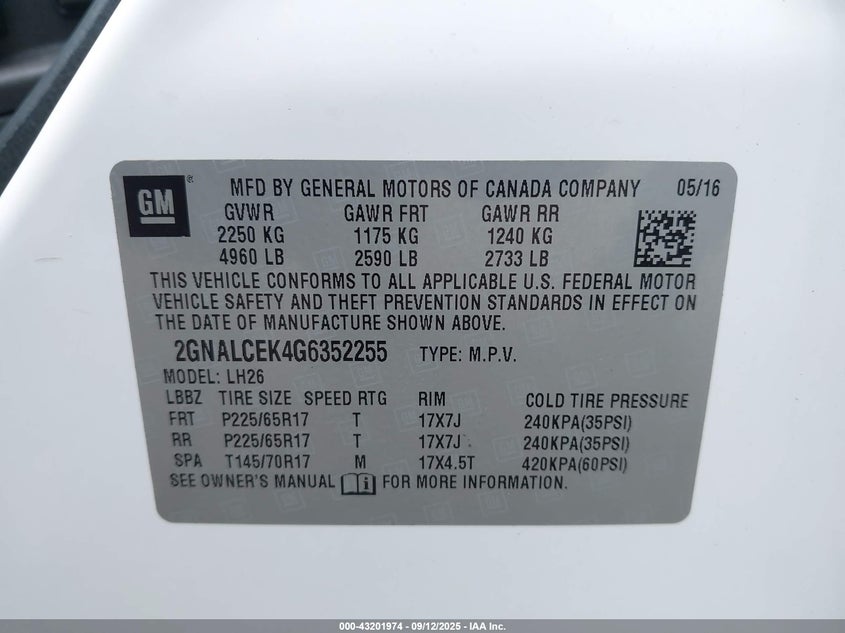 GM ® MFD BY GENERAL MOTORS OF CANADA COMPANY 05/16
GVWR GAWR FRT GAWR RR
2250 KG 1175 KG 1240 KG
4960 LB 2590 LB 2733 LB
THIS VEHICLE CONFORMS TO ALL APPLICABLE U.S. FEDERAL MOTOR
VEHICLE SAFETY AND THEFT PREVENTION STANDARDS IN EFFECT ON
THE DATE OF MANUFACTURE SHOWN ABOVE.
2GNALCEK4G6352255 TYPE: M.P.V.
MODEL: LH26
LBBZ TIRE SIZE SPEED RTG RIM COLD TIRE PRESSURE
FRT P225/65R17 T 17X7J 240KPA(35PSI)
RR P225/65R17 T 17X7J 240KPA(35PSI)
SPA T145/70R17 M 17X4.5T 420KPA(60PSI)
SEE OWNER'S MANUAL i FOR MORE INFORMATION.
000-43201974 - 09/12/2025 - IAA Inc.